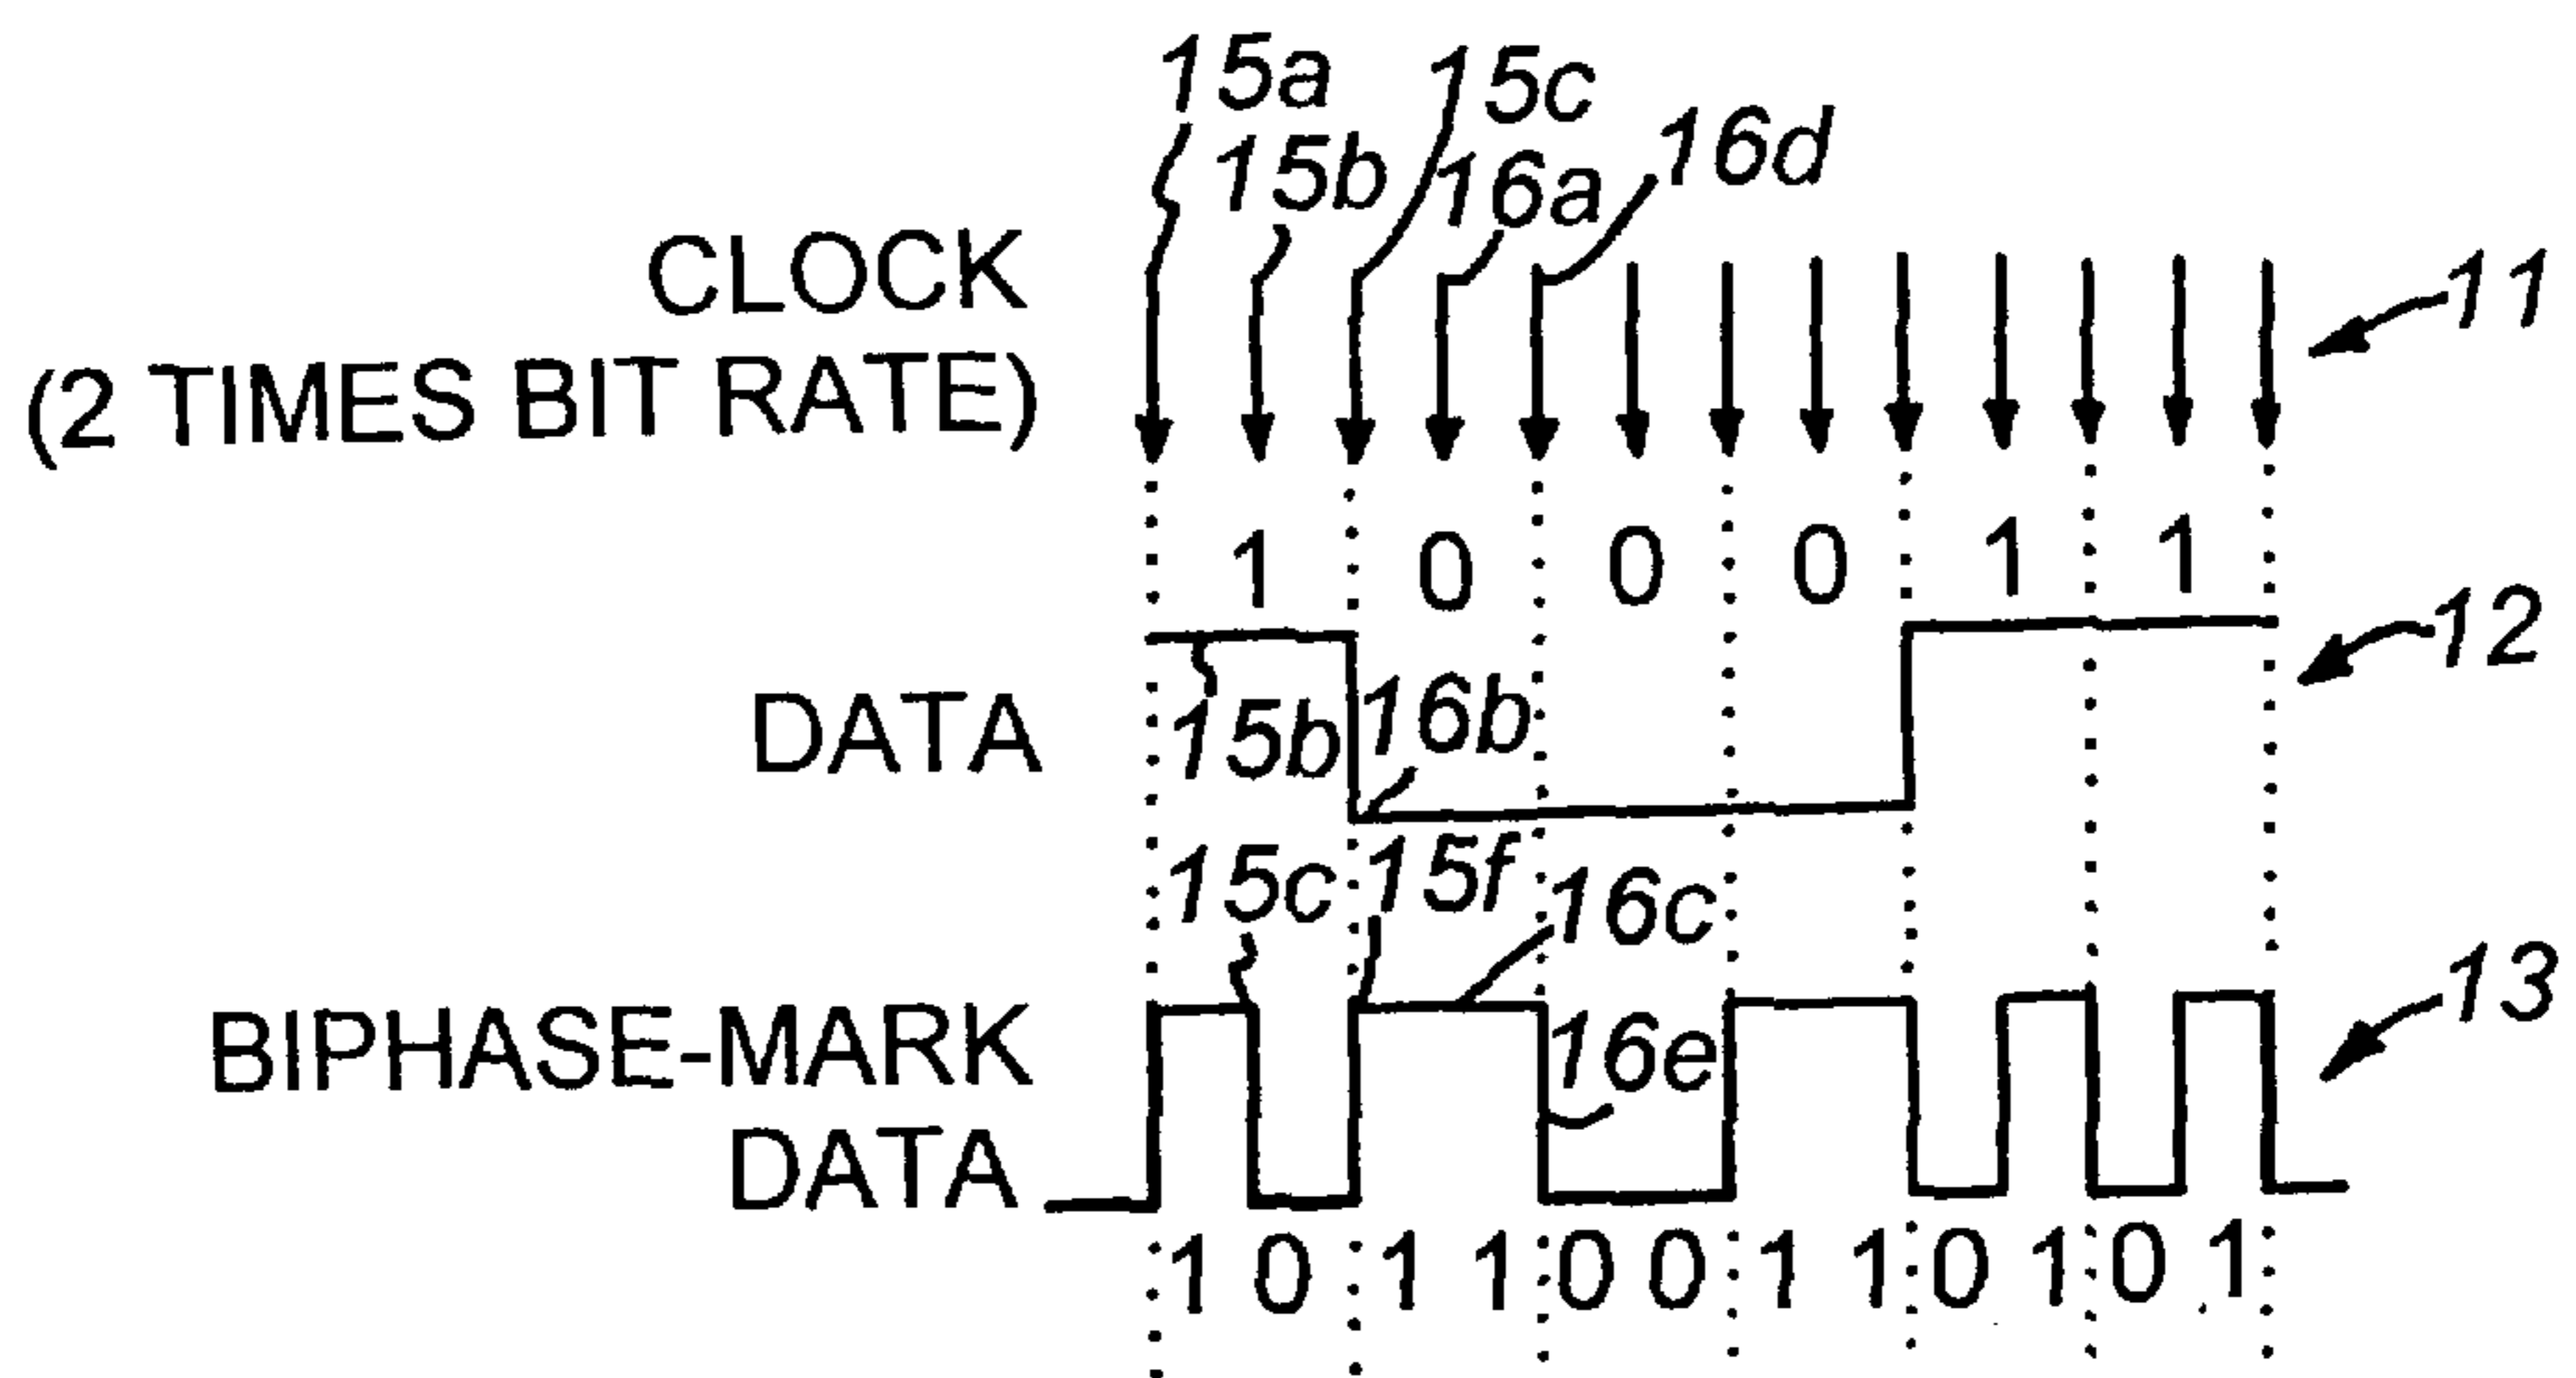 15a 15c
15b 16a 16d
CLOCK
(2 TIMES BIT RATE)
11
1 0 0 0 1 1
12
DATA
15b 16b
15c 15f 16c
BIPHASE-MARK
DATA
16e
13
1 0 1 1 0 0 1 1 0 1 0 1